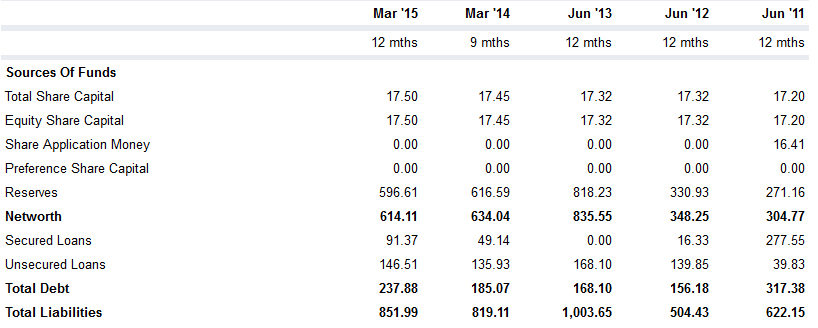 Mar '15 Mar '14 Jun '13 Jun '12 Jun '11
12 mths 9 mths 12 mths 12 mths 12 mths
Sources Of Funds
Total Share Capital 17.50 17.45 17.32 17.32 17.20
Equity Share Capital 17.50 17.45 17.32 17.32 17.20
Share Application Money 0.00 0.00 0.00 0.00 16.41
Preference Share Capital 0.00 0.00 0.00 0.00 0.00
Reserves 596.61 616.59 818.23 330.93 271.16
Networth 614.11 634.04 835.55 348.25 304.77
Secured Loans 91.37 49.14 0.00 16.33 277.55
Unsecured Loans 146.51 135.93 168.10 139.85 39.83
Total Debt 237.88 185.07 168.10 156.18 317.38
Total Liabilities 851.99 819.11 1,003.65 504.43 622.15